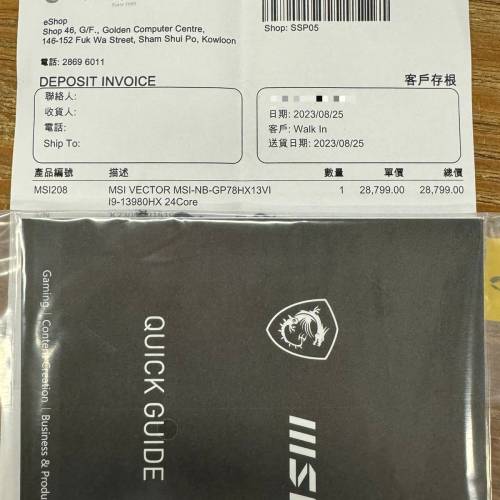 Since 1989
eShop
Shop 46, G/F., Golden Computer Centre,
146-152 Fuk Wa Street, Sham Shui Po, Kowloon
Shop: SSP05
電話: 2869 6011
DEPOSIT INVOICE
客戶存根
聯絡人:
收貨人:
電話:
Ship To:
日期: 2023/08/25
客戶: Walk In
送貨日期: 2023/08/25
產品編號 描述 數量 單價 總價
MSI208 MSI VECTOR MSI-NB-GP78HX13VI 1 28,799.00 28,799.00
I9-13980HX 24Core
QUICK GUIDE
Gaming | Content Creation | Business & Produ
MSI